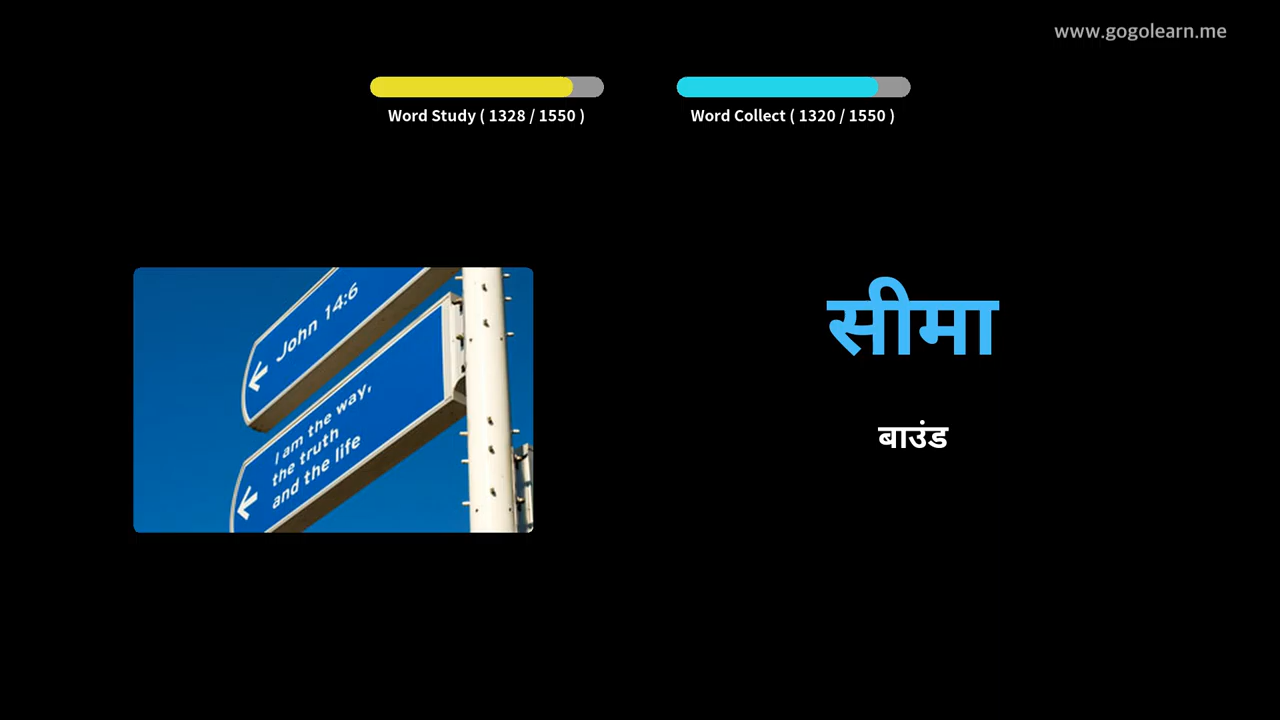 www.gogolearn.me
Word Study ( 1328 / 1550 )
Word Collect ( 1320 / 1550 )
John 14:6
I am the way,
the truth
and the life
सीमा
बाउंड